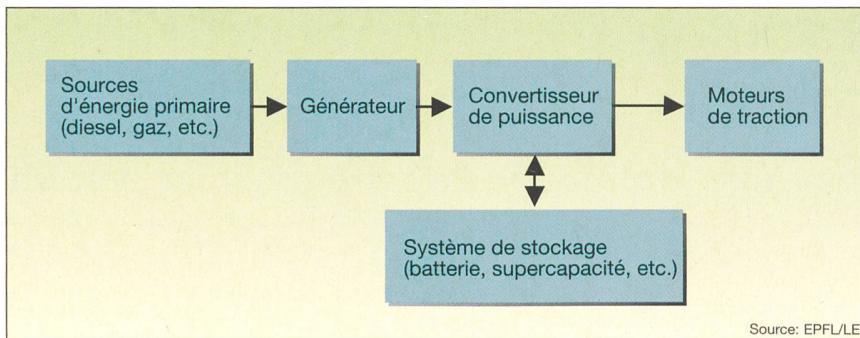 Sources
d'énergie primaire
(diesel, gaz, etc.)
Générateur
Convertisseur
de puissance
Moteurs
de traction
Système de stockage
(batterie, supercapacité, etc.)
Source: EPFL/LE